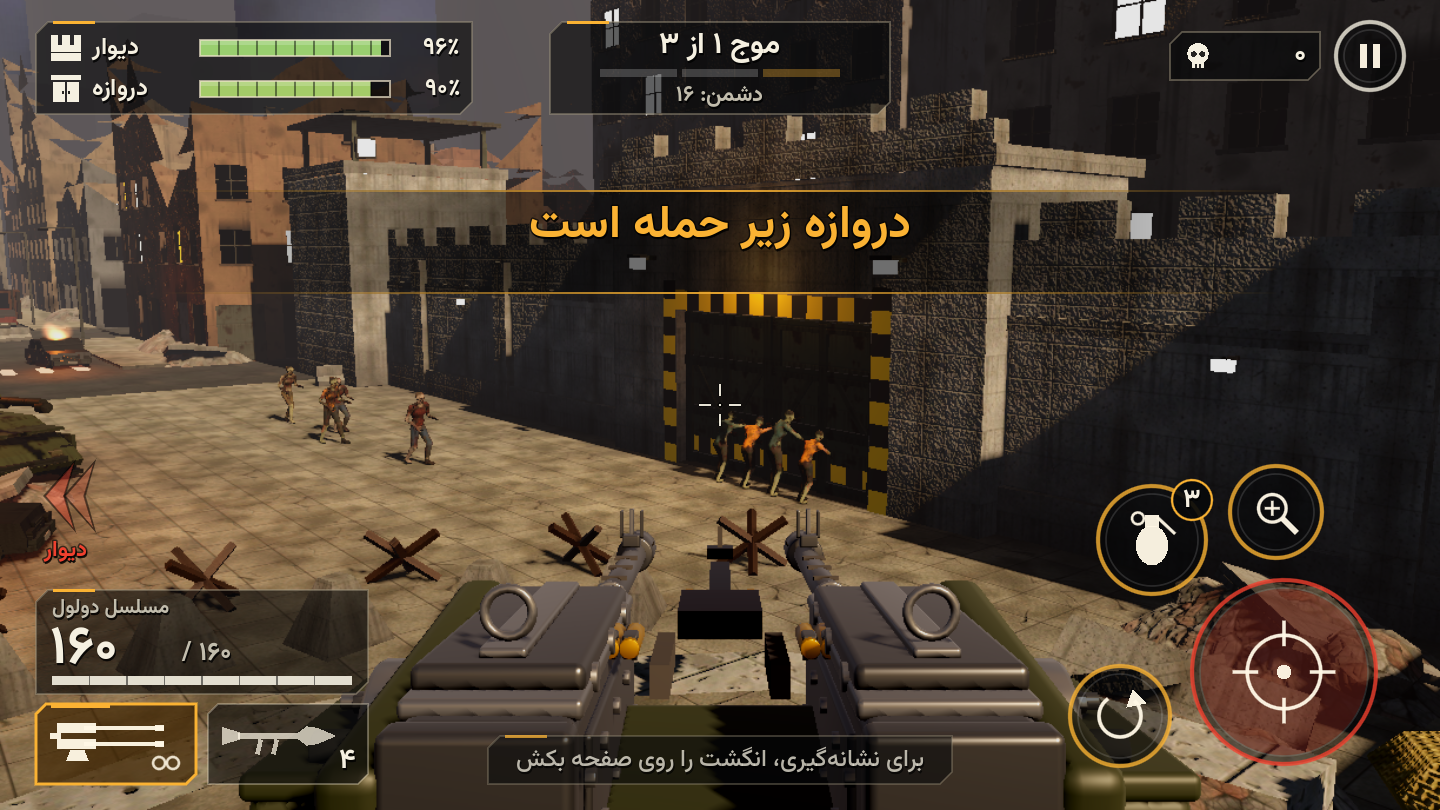 دیوار ۹۶٪
دروازه ۹۰٪
موج ۱ از ۳
دشمن: ۱۶
۰
دروازه زیر حمله است
دیوار
۳
مسلسل دولول
۱۶۰ / ۱۶۰
∞
۴
برای نشانه‌گیری، انگشت را روی صفحه بکش